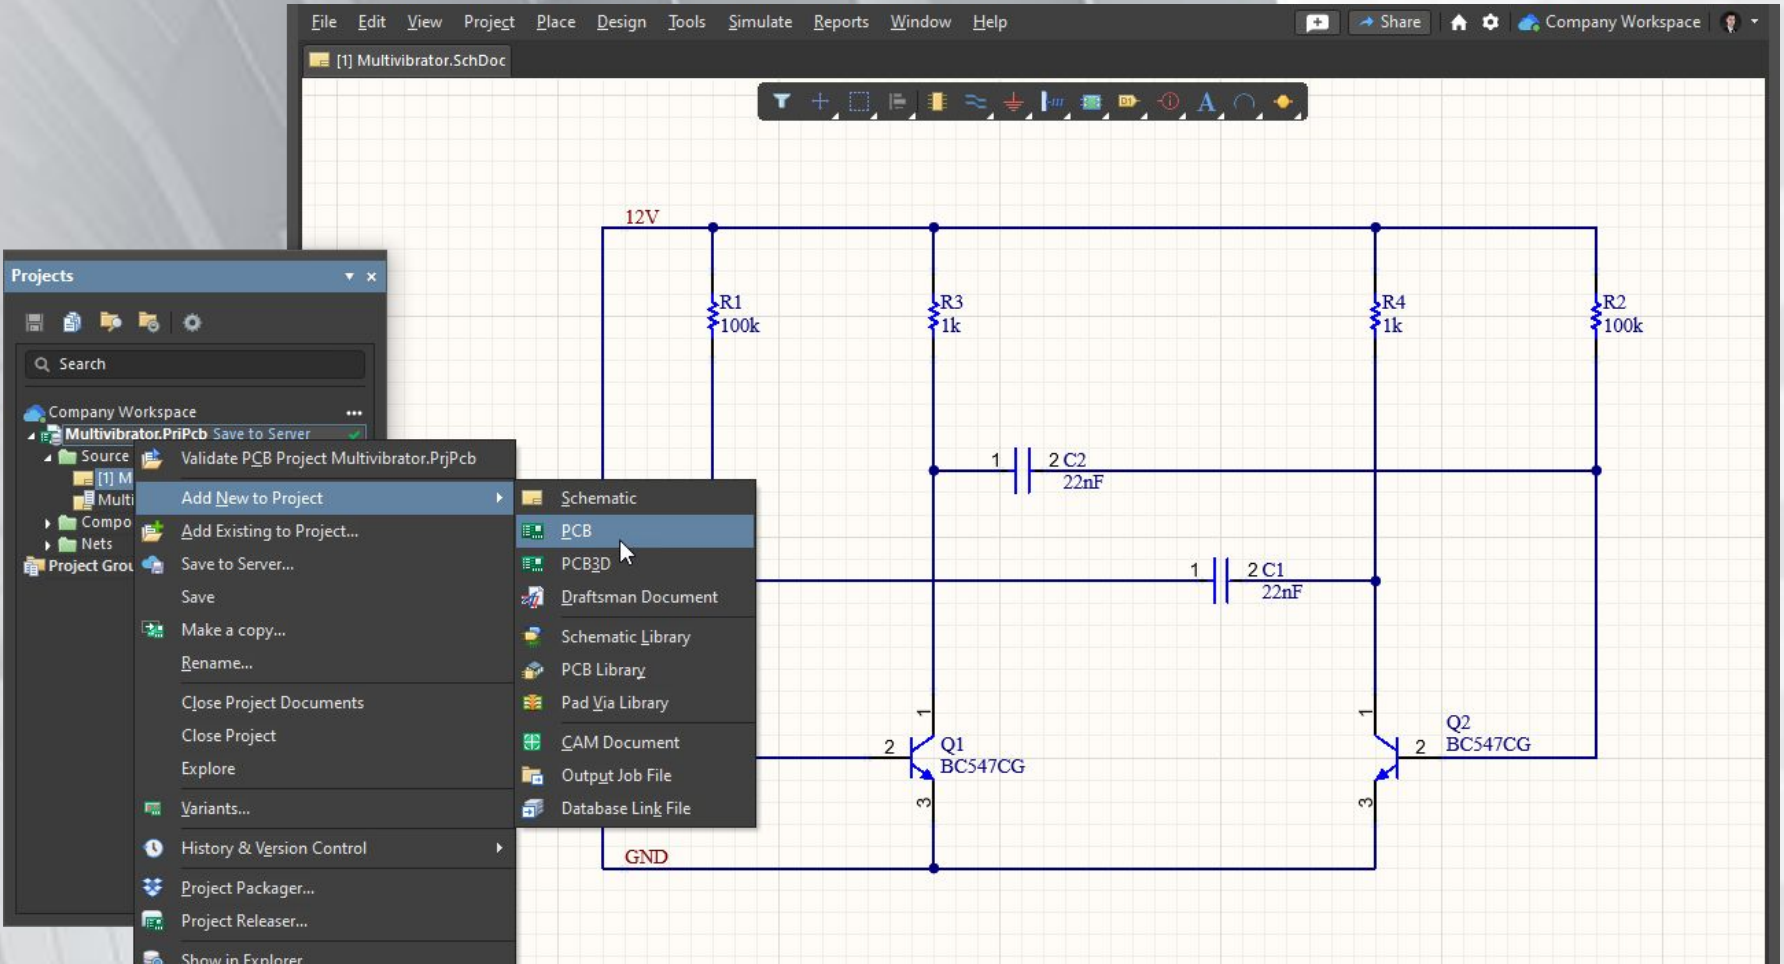 File Edit View Project Place Design Tools Simulate Reports Window Help
Share
Company Workspace
[1] Multivibrator.SchDoc
D1
A
Projects
Search
Company Workspace
Multivibrator.PrjPcb Save to Server
Source
[1] M
Multi
Compo
Nets
Project Grou
Validate PCB Project Multivibrator.PrjPcb
Add New to Project
Add Existing to Project...
Save to Server...
Save
Make a copy...
Rename...
Close Project Documents
Close Project
Explore
Variants...
History & Version Control
Project Packager...
Project Releaser...
Show in Explorer
Schematic
PCB
PCB3D
Draftsman Document
Schematic Library
PCB Library
Pad Via Library
CAM Document
Output Job File
Database Link File
12V
R1
100k
R3
1k
R4
1k
R2
100k
1
2 C2
22nF
1
2 C1
22nF
1
2
Q1
BC547CG
3
1
2
Q2
BC547CG
3
GND